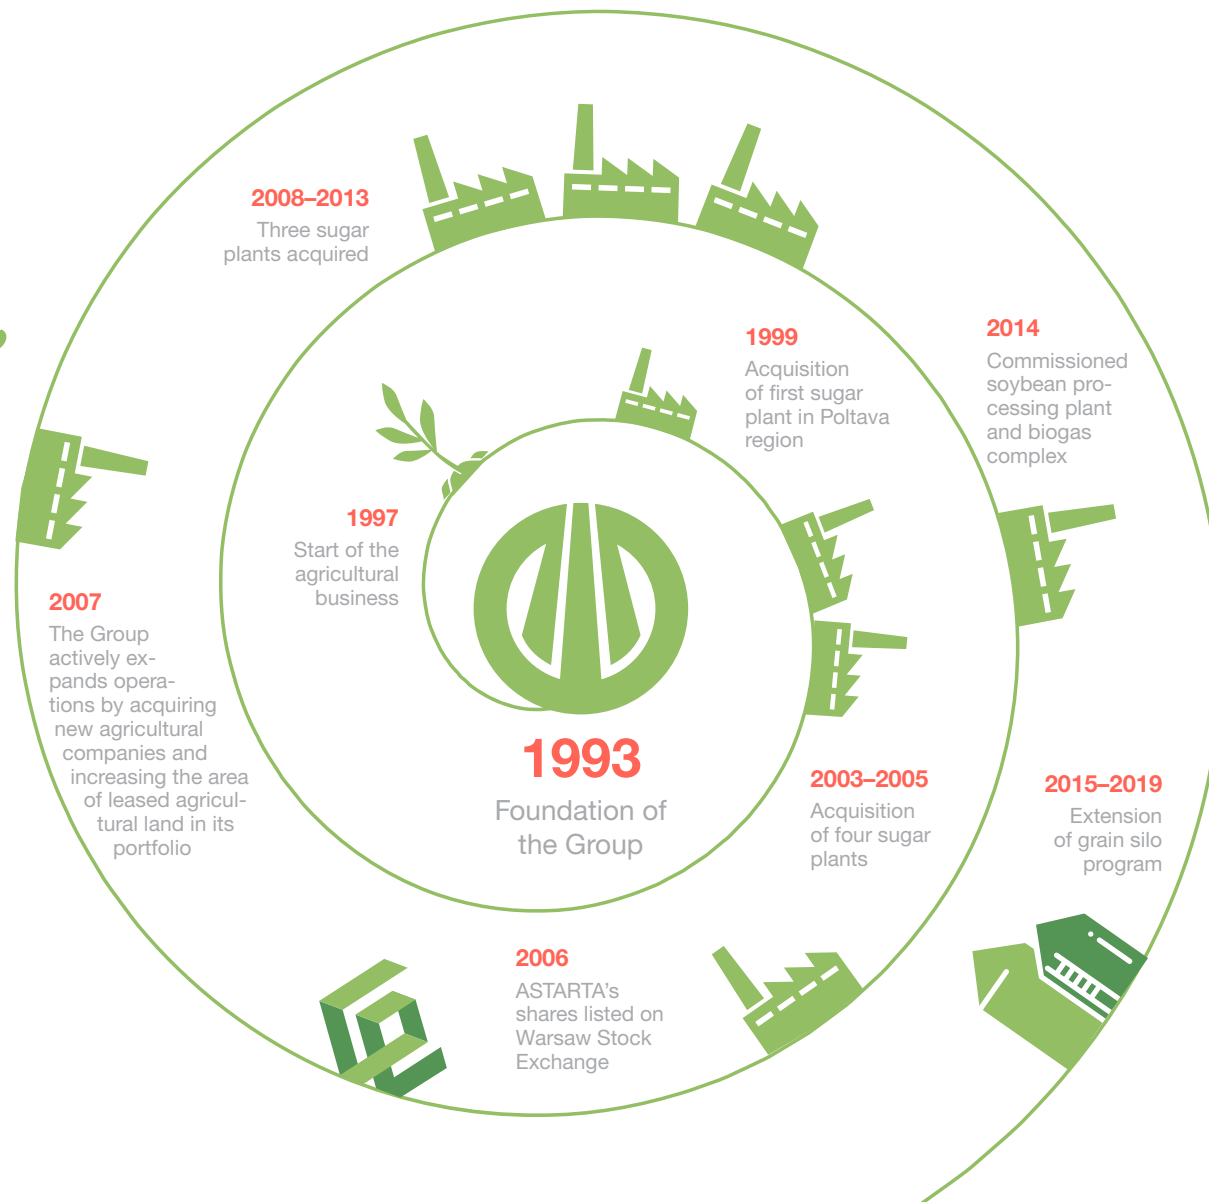 2008–2013
Three sugar
plants acquired
1999
Acquisition
of first sugar
plant in Poltava
region
2014
Commissioned
soybean pro-
cessing plant
and biogas
complex
1997
Start of the
agricultural
business
2007
The Group
actively ex-
pands opera-
tions by acquiring
new agricultural
companies and
increasing the area
of leased agricul-
tural land in its
portfolio
1993
Foundation of
the Group
2003–2005
Acquisition
of four sugar
plants
2015–2019
Extension
of grain silo
program
2006
ASTARTA's
shares listed on
Warsaw Stock
Exchange